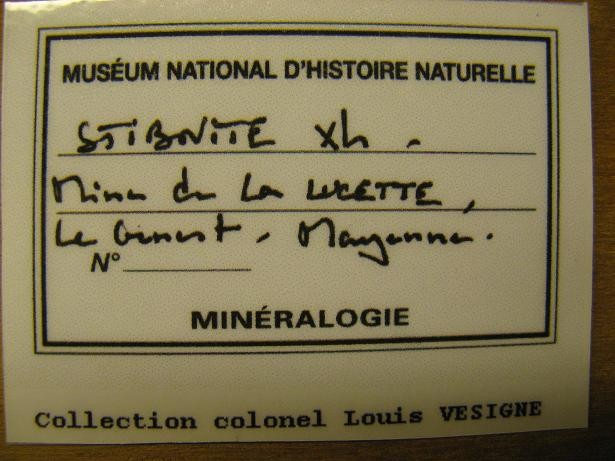 MUSÉUM NATIONAL D'HISTOIRE NATURELLE
STIBNITE Xh -
Mine de La LUCETTE,
Le Genest - Mayenne.
N°
MINÉRALOGIE
Collection colonel Louis VESIGNE